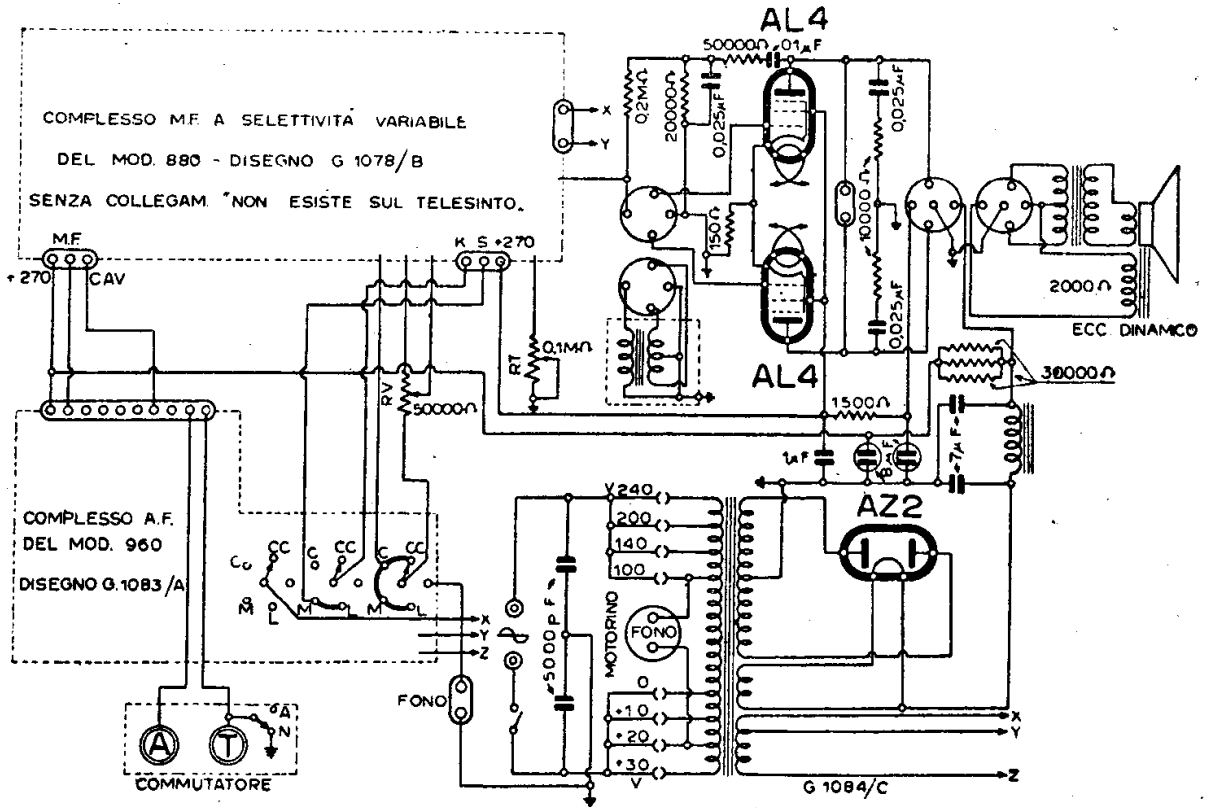 AL4
50000Ω
01µF
0,2MΩ
20000Ω
0,025µF
0,025µF
COMPLESSO M.F. A SELETTIVITÀ VARIABILE
DEL MOD. 880 - DISEGNO G 1078/B
SENZA COLLEGAM. "NON ESISTE SUL TELESINTO„
X
Y
150Ω
10000Ω
M.F.
+270
CAV
K S +270
0,025µF
2000Ω
ECC. DINAMICO
AL4
RT
0,1MΩ
RV
50000Ω
30000Ω
1500Ω
1µF
8µF
7µF
COMPLESSO A.F.
DEL MOD. 960
DISEGNO G.1083/A
C
CC
C
CC
C
CC
M
L
M
L
M
L
X
Y
Z
V
240
200
140
100
AZ2
5000pF
MOTORINO
FONO
FONO
0
+10
+20
+30
V
X
Y
Z
G 1084/C
A
T
A
N
COMMUTATORE